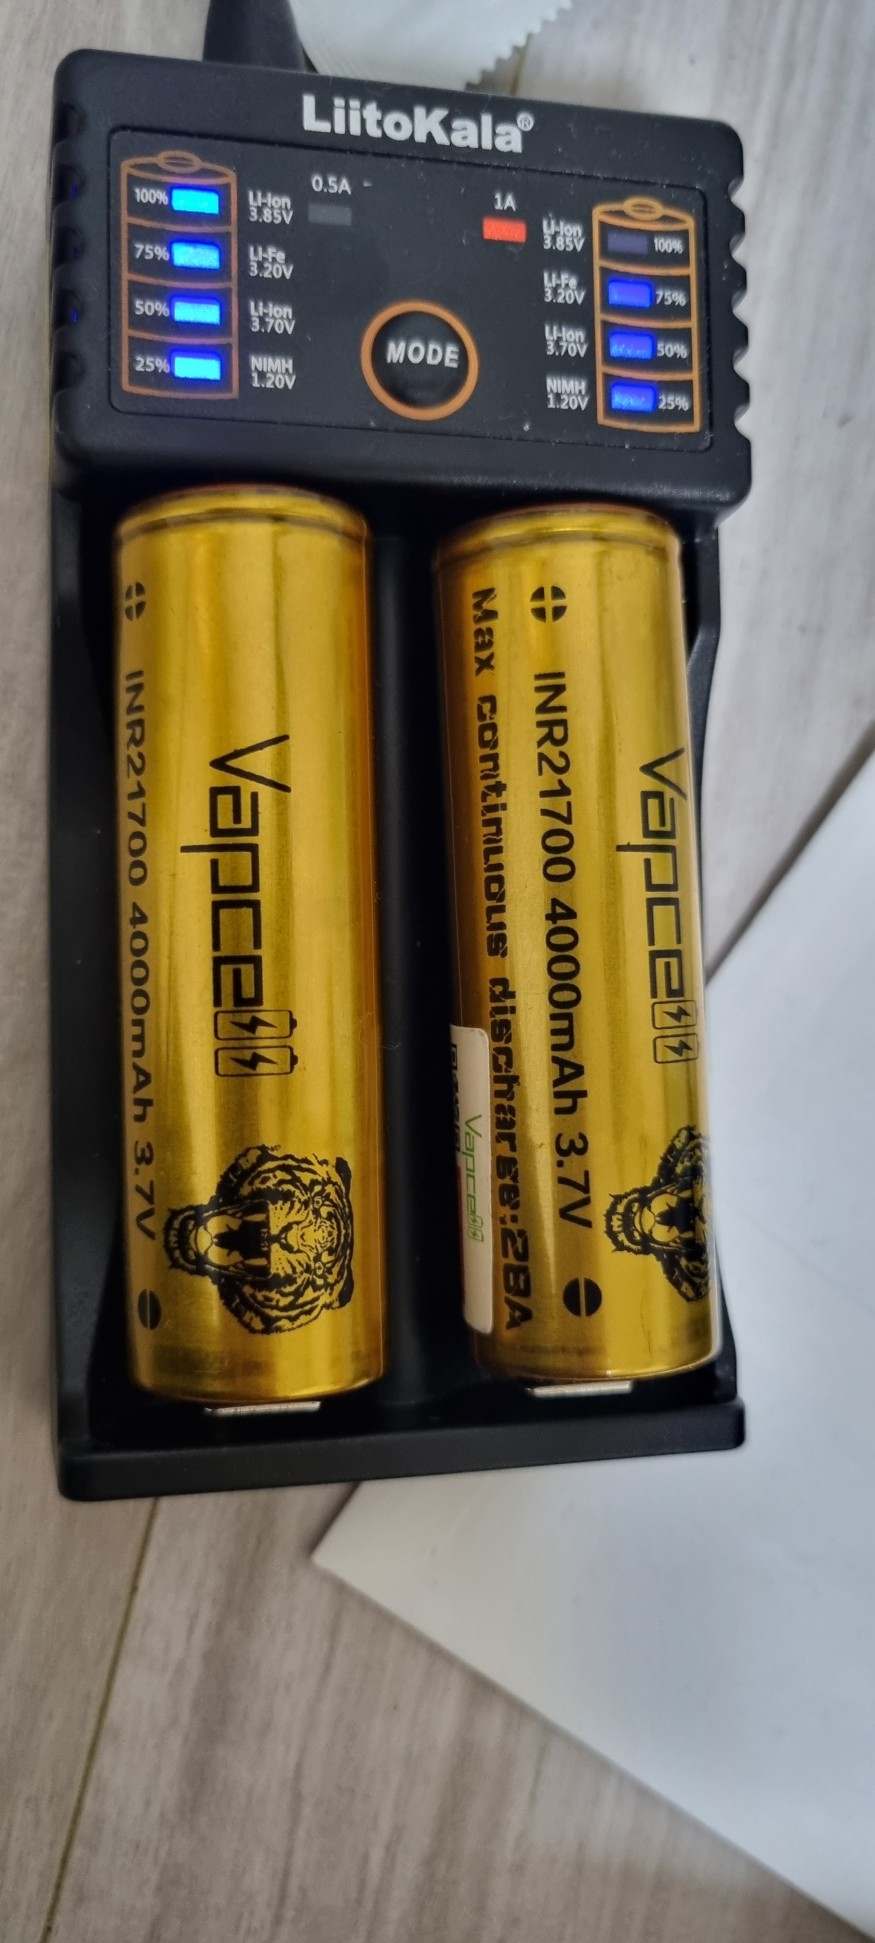 LiitoKala®
100%
75%
50%
25%
Li-Ion
3.85V
Li-Fe
3.20V
Li-Ion
3.70V
NIMH
1.20V
0.5A
1A
MODE
Li-Ion
3.85V
Li-Fe
3.20V
Li-Ion
3.70V
NIMH
1.20V
100%
75%
50%
25%
Vapcell
INR21700 4000mAh 3.7V
Vapcell
INR21700 4000mAh 3.7V
Max continuous discharge:28A
Vapcell